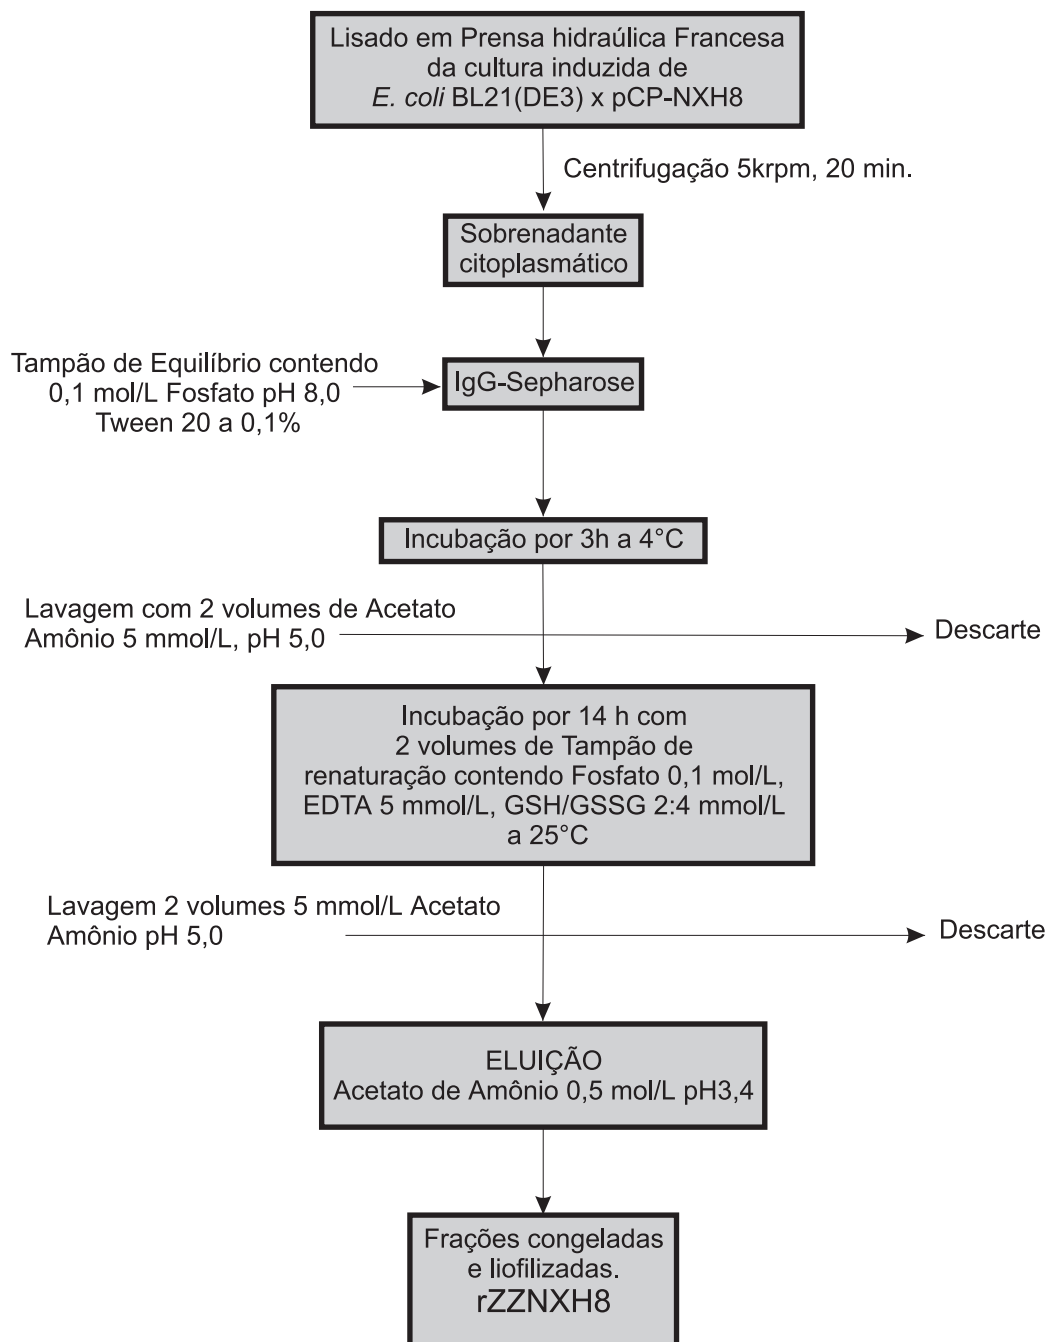 Lisado em Prensa hidraúlica Francesa
da cultura induzida de
E. coli BL21(DE3) x pCP-NXH8
Centrifugação 5krpm, 20 min.
Sobrenadante
citoplasmático
Tampão de Equilíbrio contendo
0,1 mol/L Fosfato pH 8,0
Tween 20 a 0,1%
IgG-Sepharose
Incubação por 3h a 4°C
Lavagem com 2 volumes de Acetato
Amônio 5 mmol/L, pH 5,0
Descarte
Incubação por 14 h com
2 volumes de Tampão de
renaturação contendo Fosfato 0,1 mol/L,
EDTA 5 mmol/L, GSH/GSSG 2:4 mmol/L
a 25°C
Lavagem 2 volumes 5 mmol/L Acetato
Amônio pH 5,0
Descarte
ELUIÇÃO
Acetato de Amônio 0,5 mol/L pH3,4
Frações congeladas
e liofilizadas.
rZZNXH8